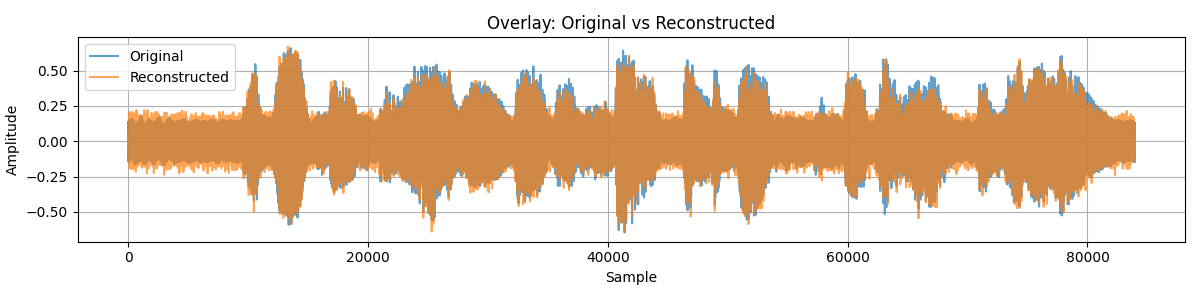 Overlay: Original vs Reconstructed
Original
Reconstructed
Amplitude
0.50
0.25
0.00
−0.25
−0.50
0 20000 40000 60000 80000
Sample